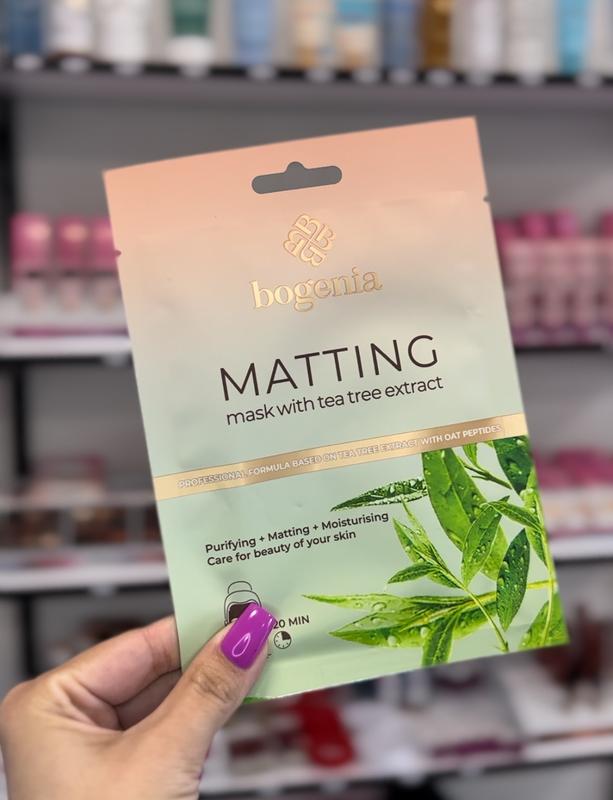 bogenia
MATTING
mask with tea tree extract
PROFESSIONAL FORMULA BASED ON TEA TREE EXTRACT WITH OAT PEPTIDES
Purifying + Matting + Moisturising
Care for beauty of your skin
20 MIN